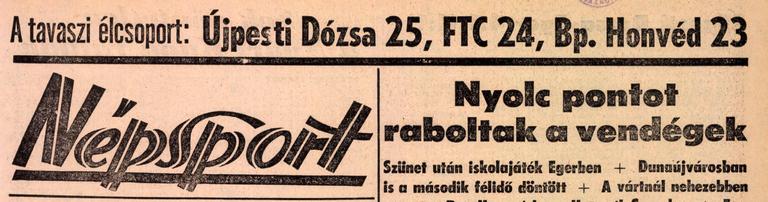 A tavaszi élcsoport: Újpesti Dózsa 25, FTC 24, Bp. Honvéd 23
Népsport
Nyolc pontot
raboltak a vendégek
Szünet után iskolajáték Egerben + Dunaújvárosban
is a második félidő döntött + A vártnál nehezebben